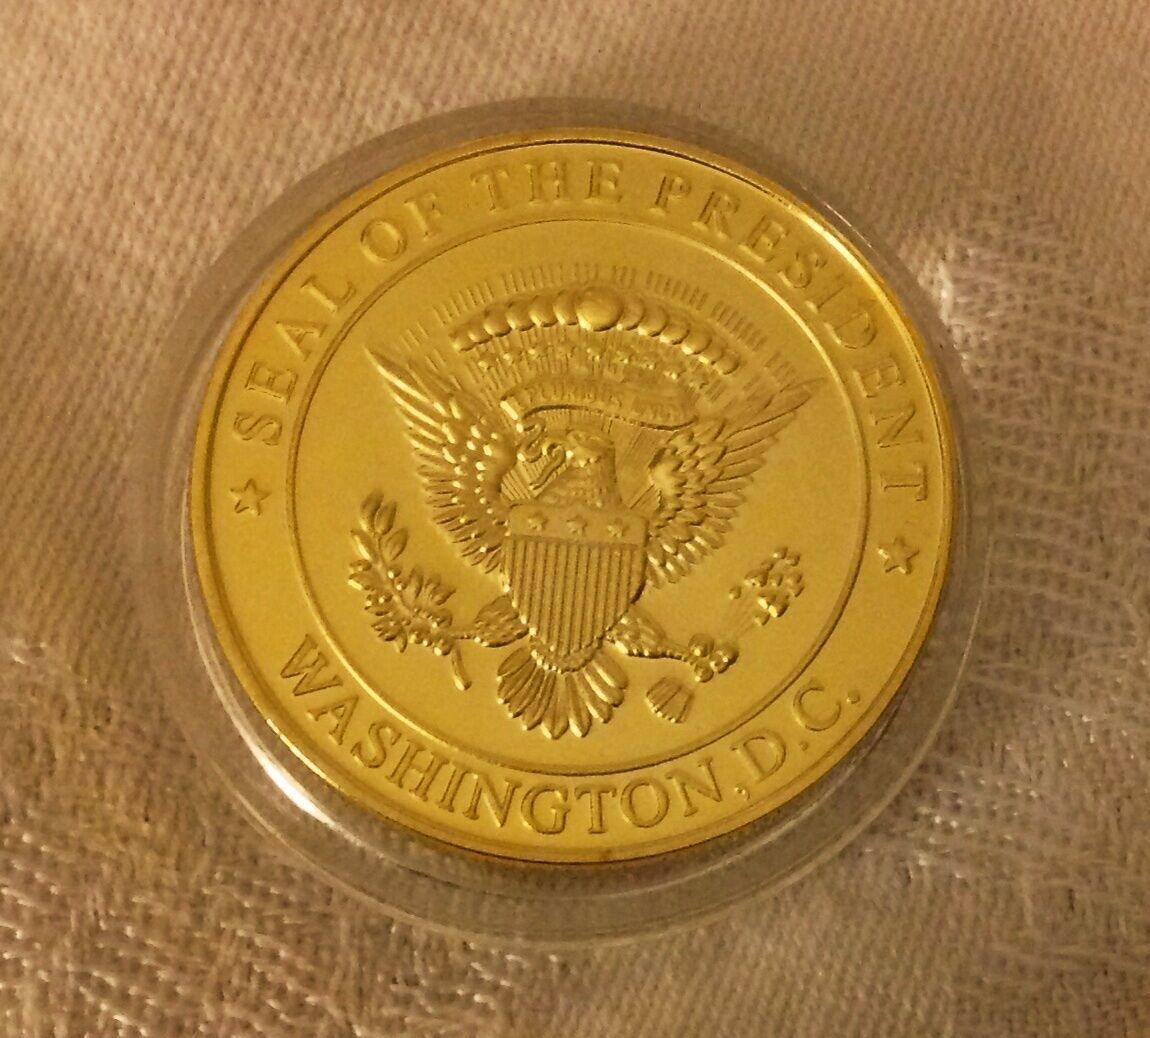 SEAL OF THE PRESIDENT
WASHINGTON, D.C.